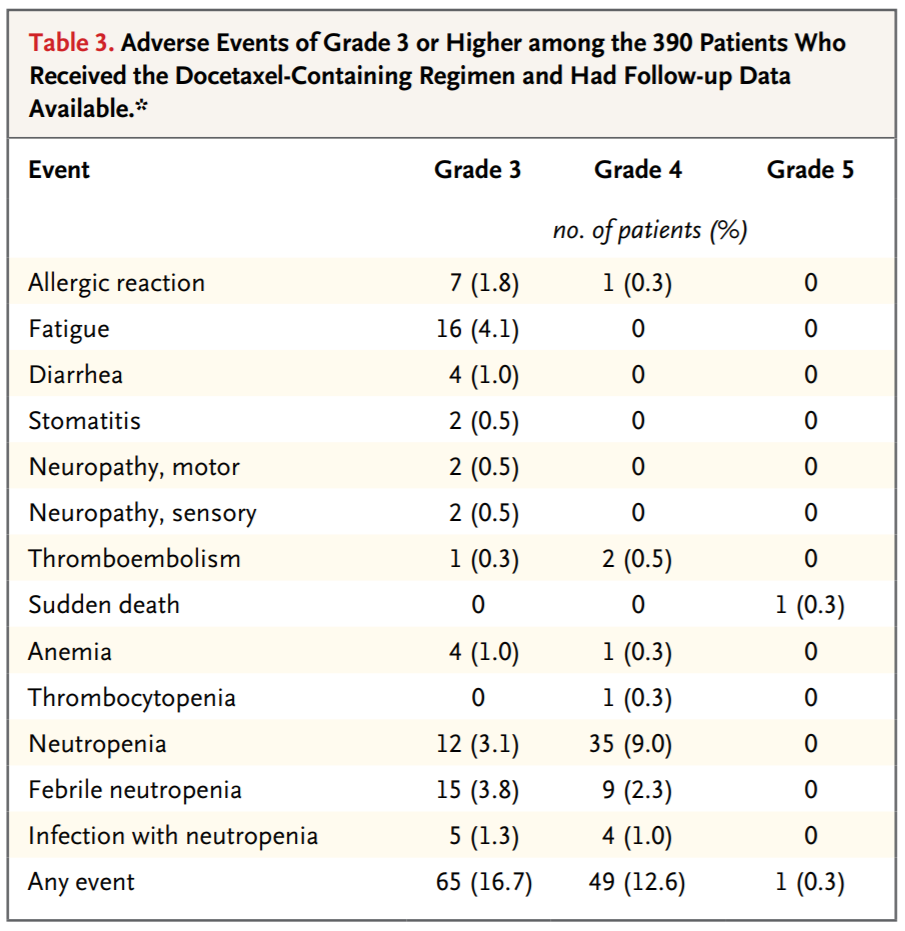 Table 3. Adverse Events of Grade 3 or Higher among the 390 Patients Who
Received the Docetaxel-Containing Regimen and Had Follow-up Data
Available.*
Event Grade 3 Grade 4 Grade 5
no. of patients (%)
Allergic reaction 7 (1.8) 1 (0.3) 0
Fatigue 16 (4.1) 0 0
Diarrhea 4 (1.0) 0 0
Stomatitis 2 (0.5) 0 0
Neuropathy, motor 2 (0.5) 0 0
Neuropathy, sensory 2 (0.5) 0 0
Thromboembolism 1 (0.3) 2 (0.5) 0
Sudden death 0 0 1 (0.3)
Anemia 4 (1.0) 1 (0.3) 0
Thrombocytopenia 0 1 (0.3) 0
Neutropenia 12 (3.1) 35 (9.0) 0
Febrile neutropenia 15 (3.8) 9 (2.3) 0
Infection with neutropenia 5 (1.3) 4 (1.0) 0
Any event 65 (16.7) 49 (12.6) 1 (0.3)